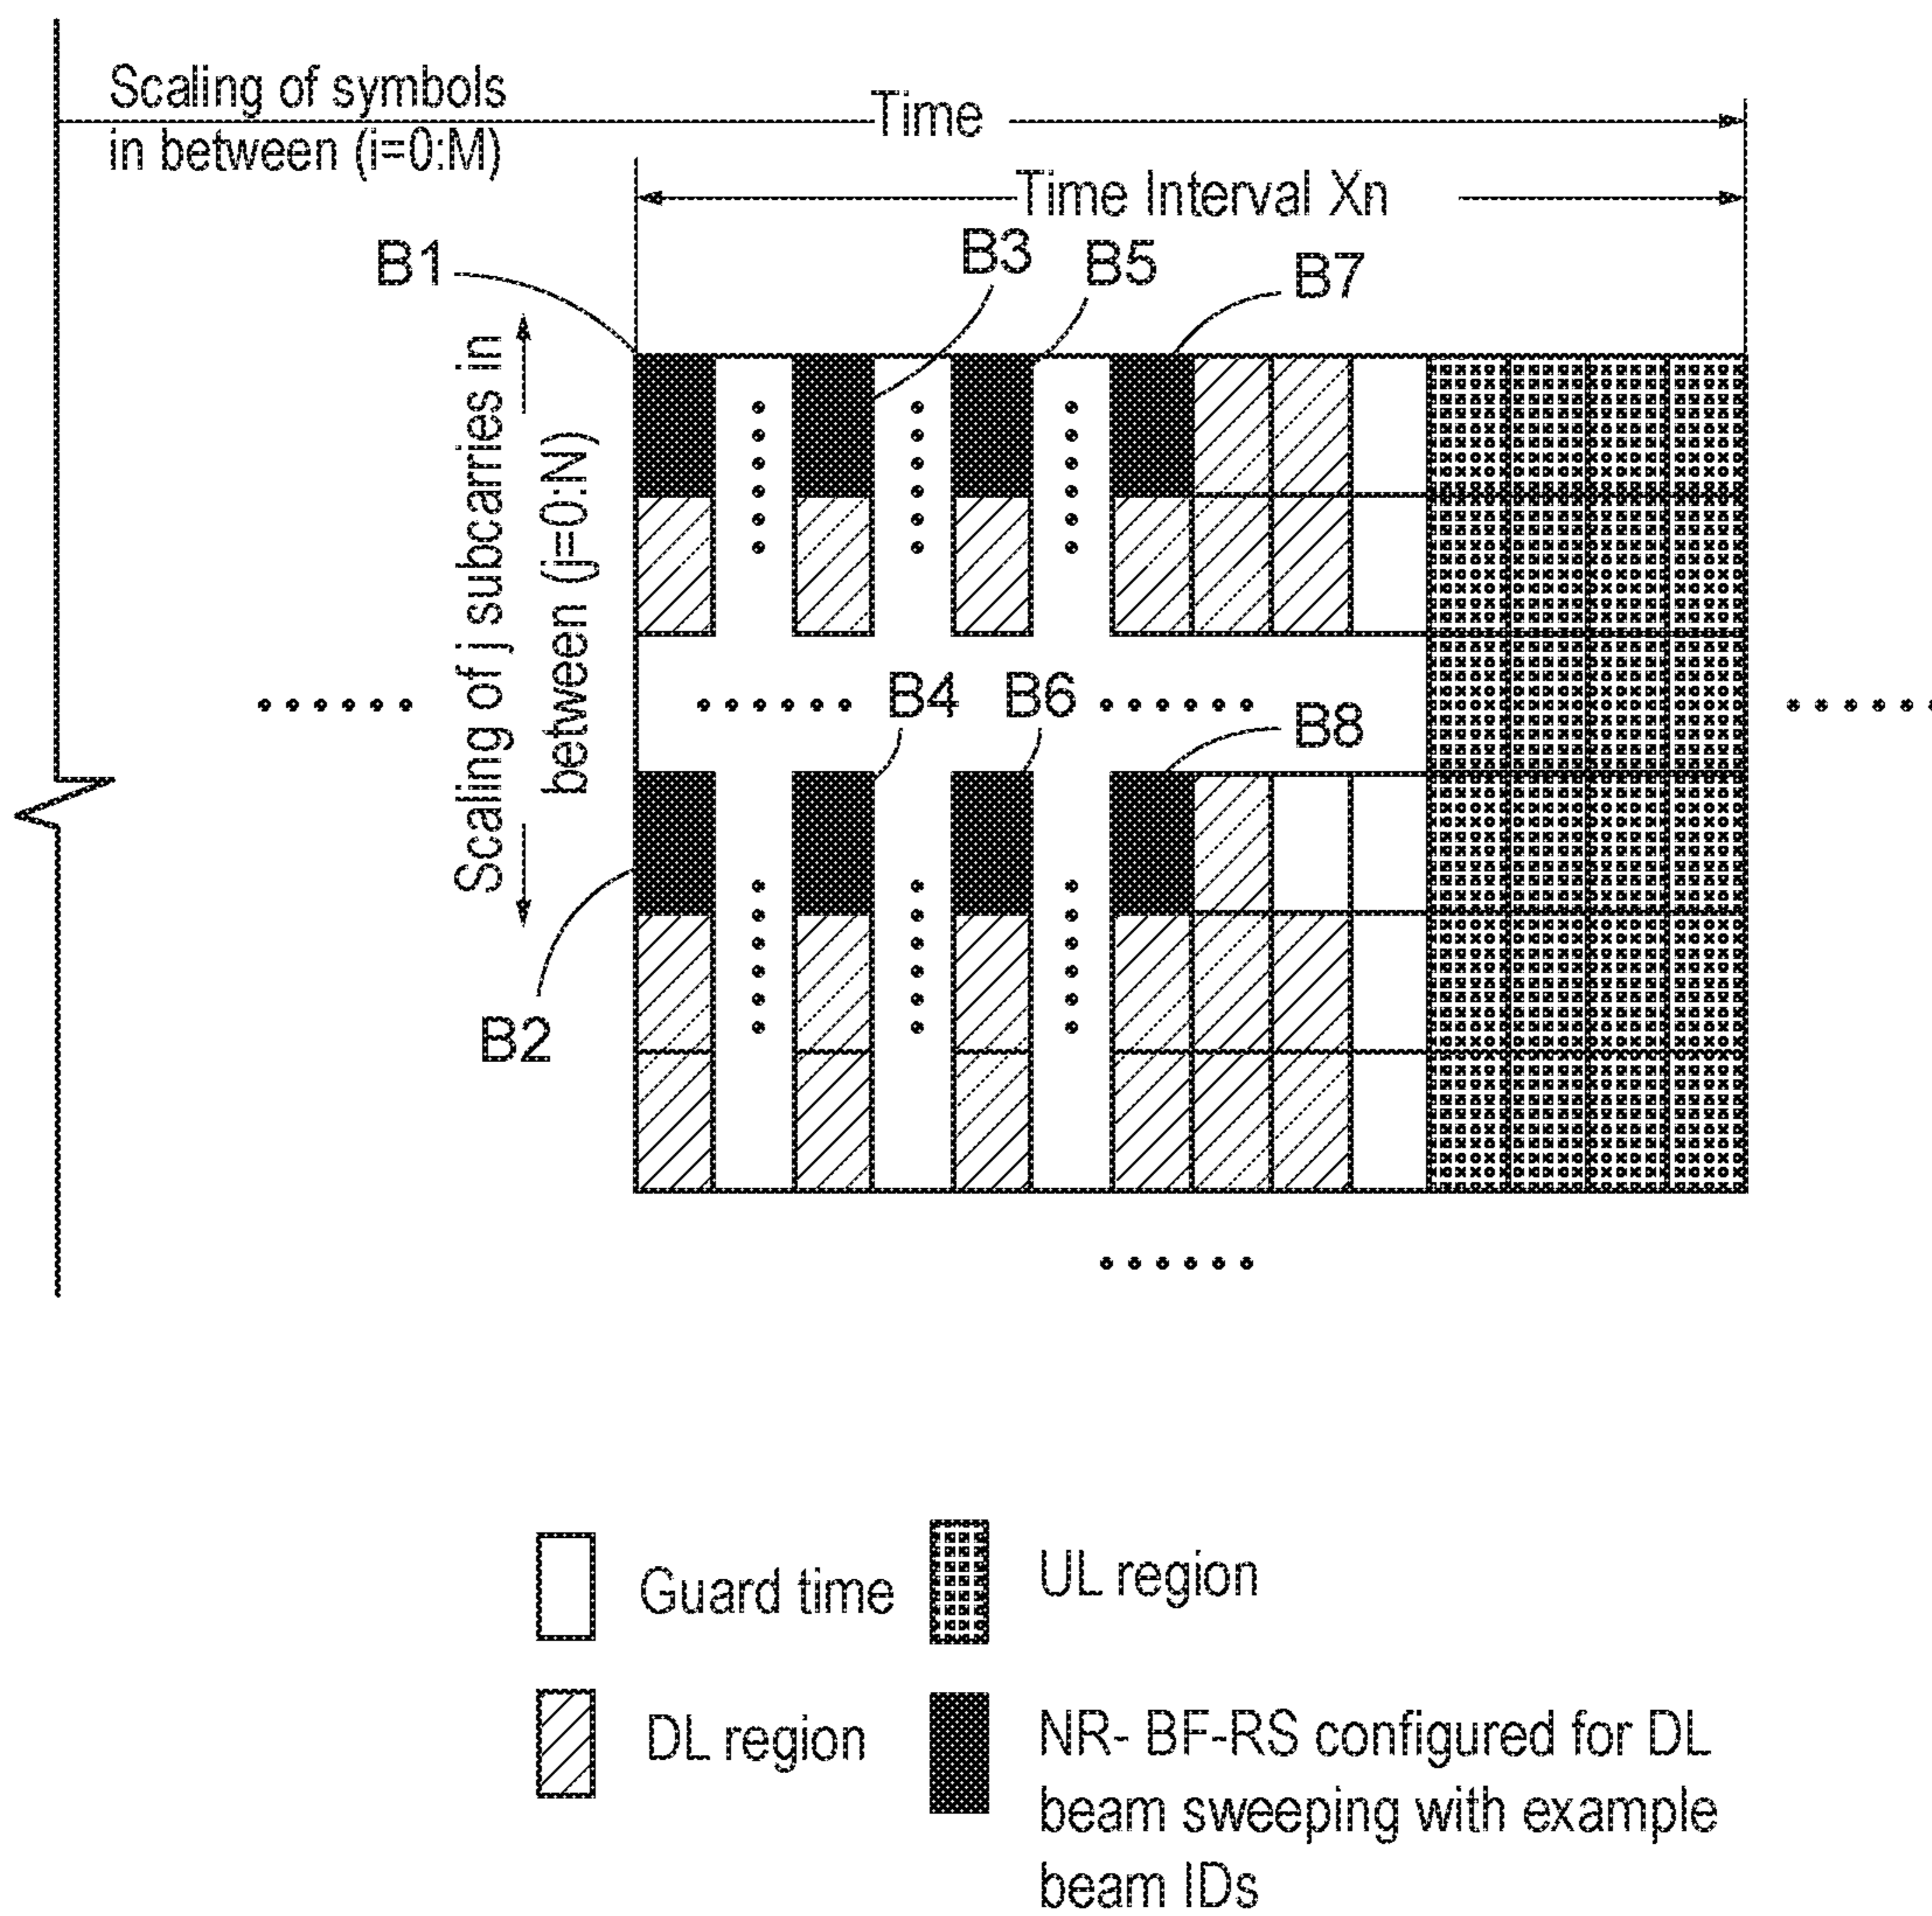 Scaling of symbols
in between (i=0:M)
Time
Time Interval Xn
B1
B3
B5
B7
Scaling of j subcarries in
between (j=0:N)
B4
B6
B8
B2
Guard time
UL region
DL region
NR- BF-RS configured for DL
beam sweeping with example
beam IDs